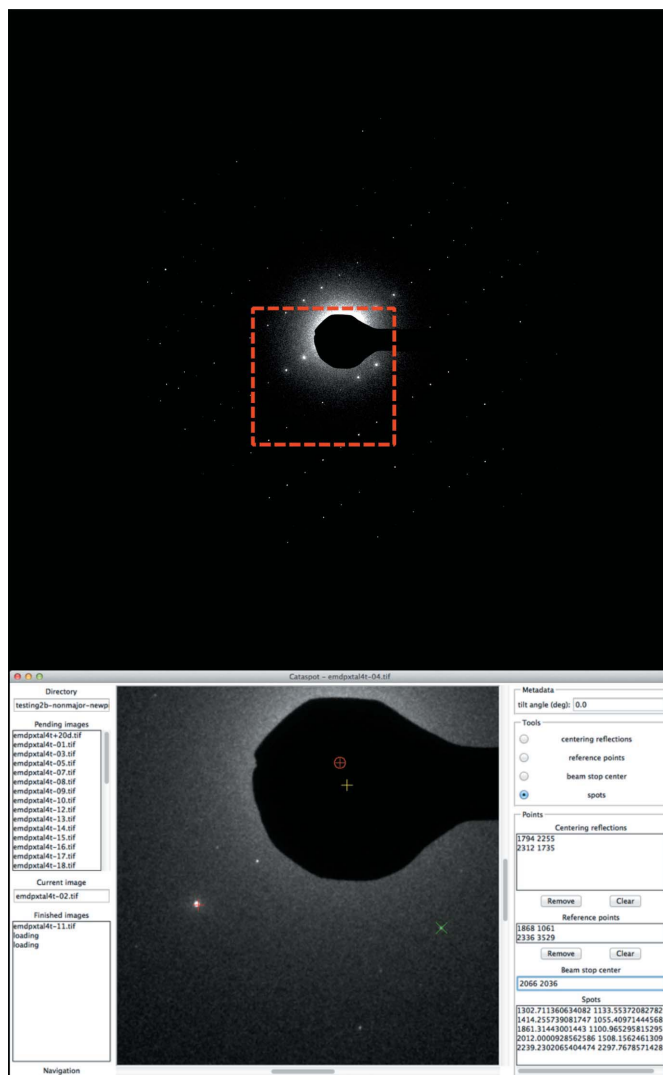 Cataspot – emdpxtal4t-04.tif
Directory
testing2b-nonmajor-newp
Pending images
emdpxtal4t+20d.tif
emdpxtal4t-01.tif
emdpxtal4t-03.tif
emdpxtal4t-05.tif
emdpxtal4t-07.tif
emdpxtal4t-08.tif
emdpxtal4t-09.tif
emdpxtal4t-10.tif
emdpxtal4t-12.tif
emdpxtal4t-13.tif
emdpxtal4t-14.tif
emdpxtal4t-15.tif
emdpxtal4t-16.tif
emdpxtal4t-17.tif
emdpxtal4t-18.tif
Current image
emdpxtal4t-02.tif
Finished images
emdpxtal4t-11.tif
loading
loading
Navigation
Metadata
tilt angle (deg): 0.0
Tools
centering reflections
reference points
beam stop center
spots
Points
Centering reflections
1794 2255
2312 1735
Remove Clear
Reference points
1868 1061
2336 3529
Remove Clear
Beam stop center
2066 2036
Spots
1302.711360634082 1133.55372082782
1414.255739081747 1055.40971444568
1861.31443001443 1100.96529581529
2012.0000928562586 1508.1562461309
2239.2302065404474 2297.7678571428